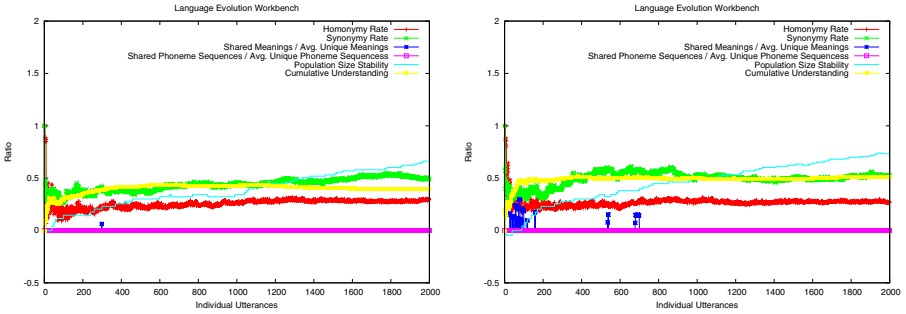 Language Evolution Workbench
2
1.5
1
0.5
0
-0.5
Ratio
0 200 400 600 800 1000 1200 1400 1600 1800 2000
Individual Utterances
Homonymy Rate
Synonymy Rate
Shared Meanings / Avg. Unique Meanings
Shared Phoneme Sequences / Avg. Unique Phoneme Sequencess
Population Size Stability
Cumulative Understanding
Language Evolution Workbench
2
1.5
1
0.5
0
-0.5
Ratio
0 200 400 600 800 1000 1200 1400 1600 1800 2000
Individual Utterances
Homonymy Rate
Synonymy Rate
Shared Meanings / Avg. Unique Meanings
Shared Phoneme Sequences / Avg. Unique Phoneme Sequencess
Population Size Stability
Cumulative Understanding